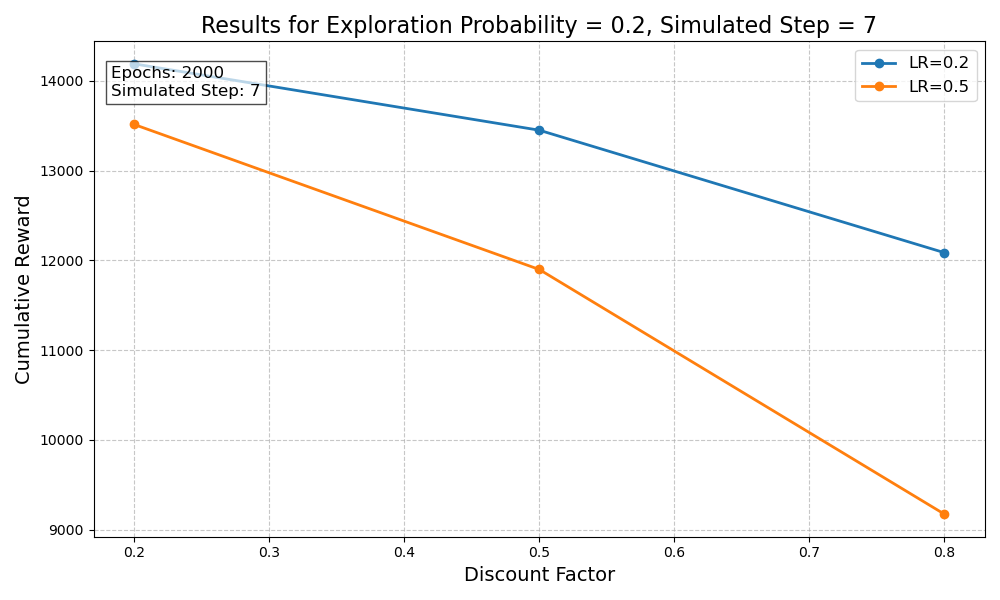 Results for Exploration Probability = 0.2, Simulated Step = 7
Epochs: 2000
Simulated Step: 7
LR=0.2
LR=0.5
Cumulative Reward
14000
13000
12000
11000
10000
9000
0.2 0.3 0.4 0.5 0.6 0.7 0.8
Discount Factor